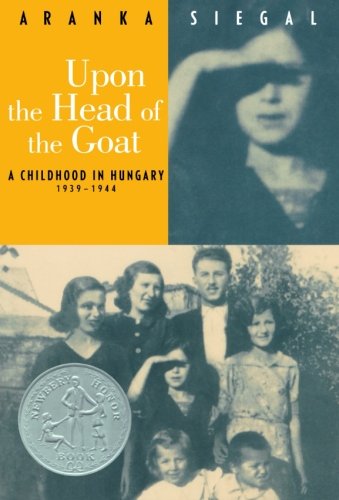 ARANKA SIEGAL
Upon
the Head of
the Goat
A CHILDHOOD IN HUNGARY
1939–1944
NEWBERY HONOR
BOOK